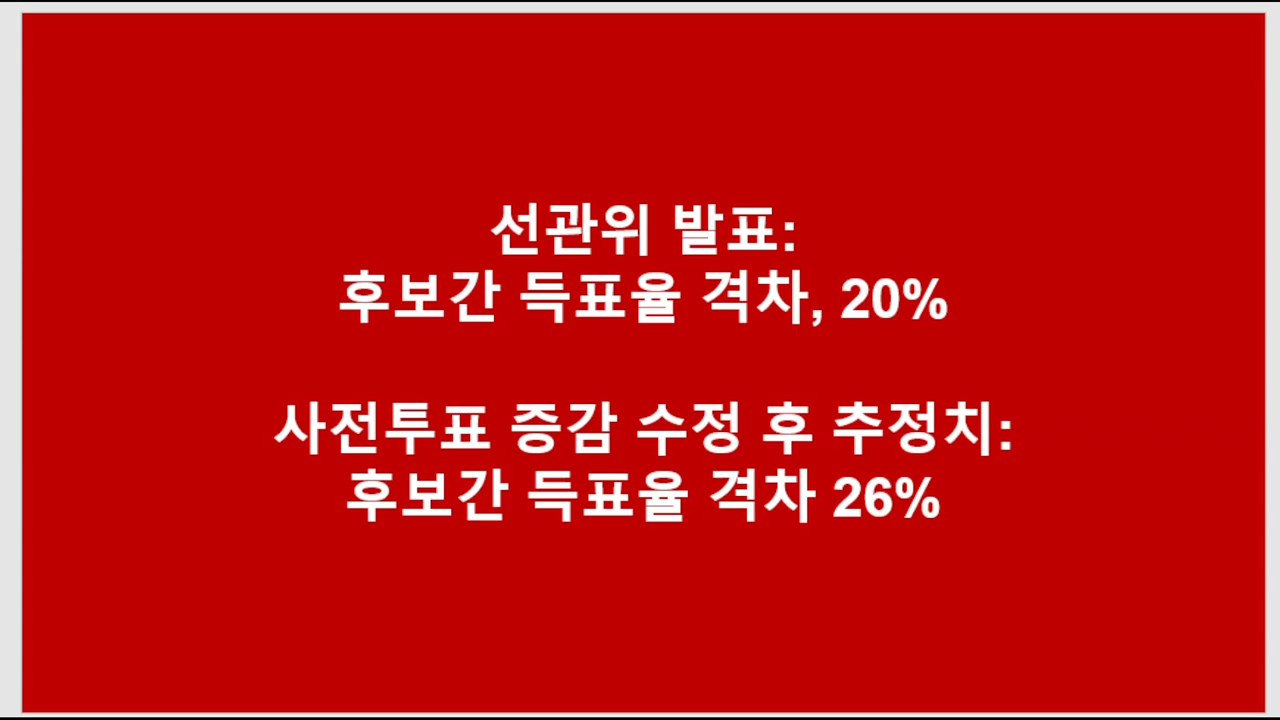 선관위 발표:
후보간 득표율 격차, 20%
사전투표 증감 수정 후 추정치:
후보간 득표율 격차 26%